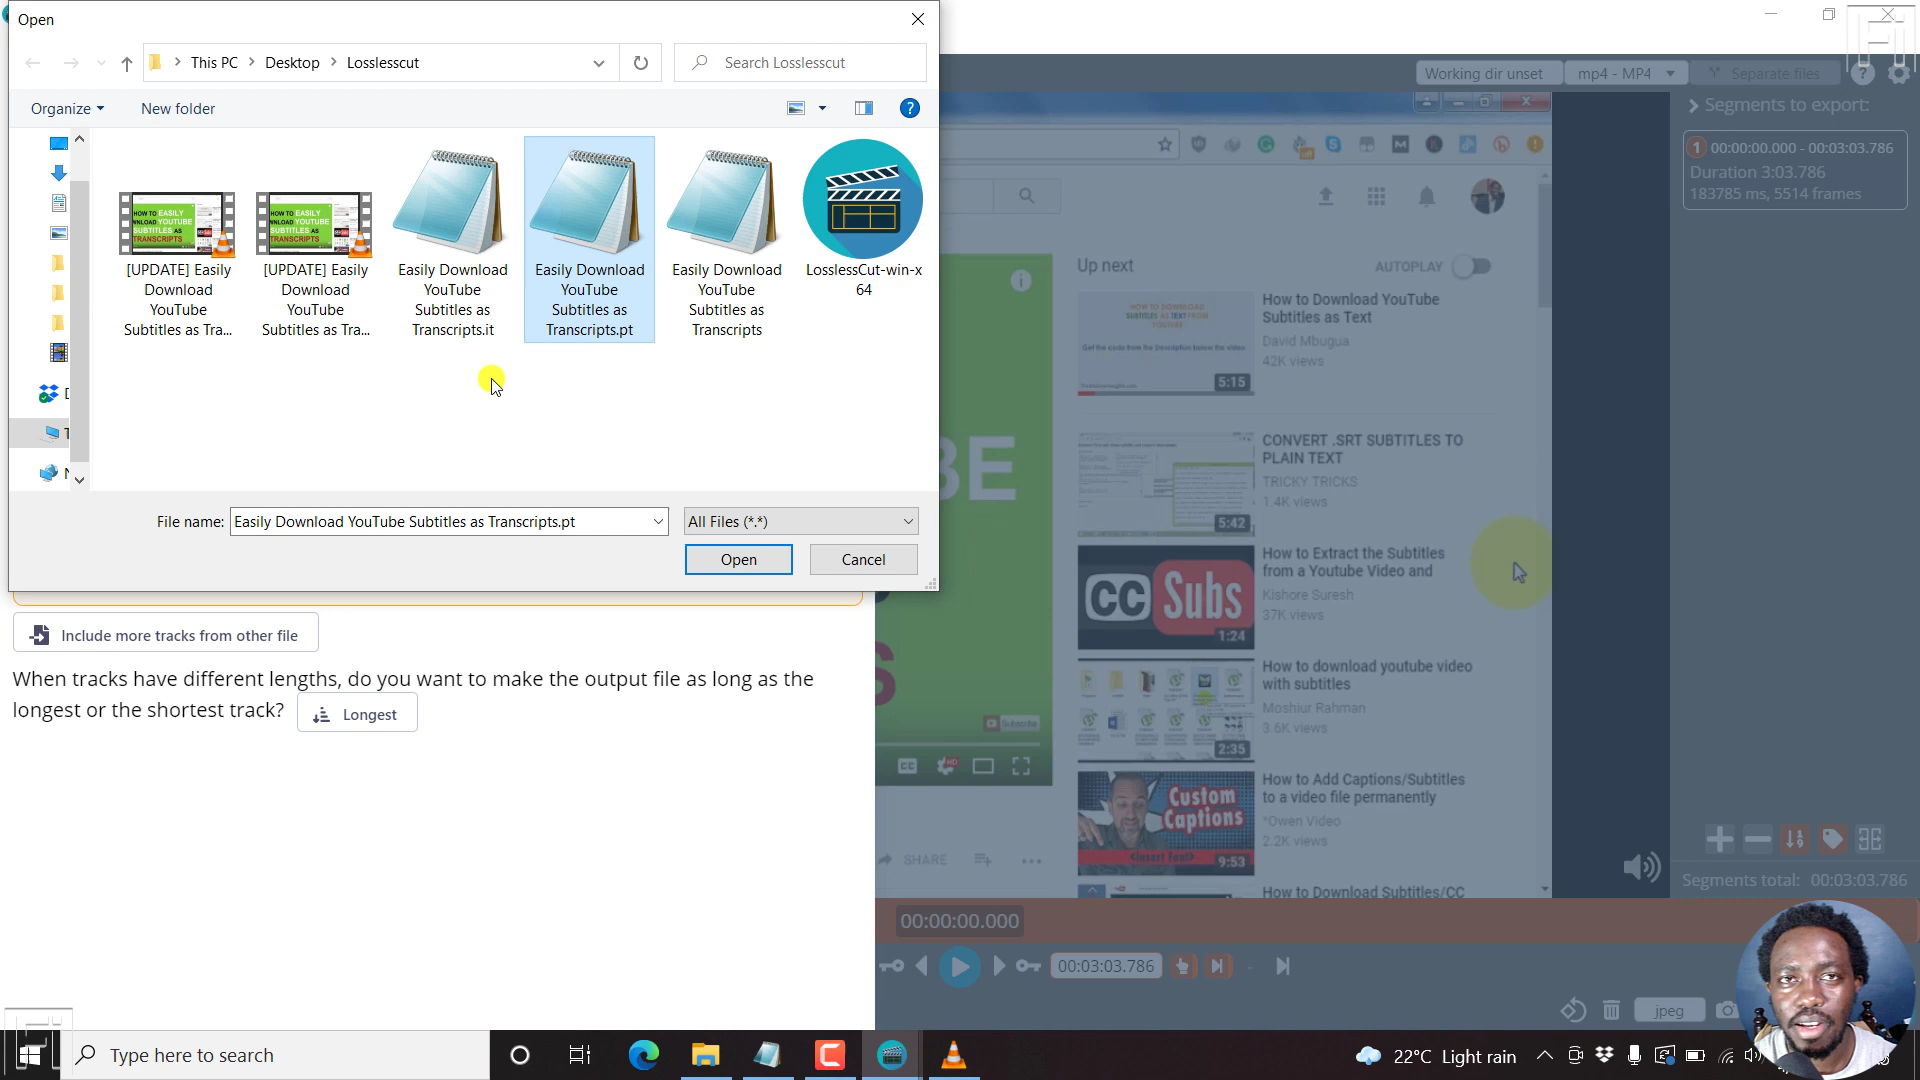 Open
This PC
Desktop
Losslesscut
Search Losslesscut
Organize
New folder
[UPDATE] Easily
Download
YouTube
Subtitles as Tra...
[UPDATE] Easily
Download
YouTube
Subtitles as Tra...
Easily Download
YouTube
Subtitles as
Transcripts.it
Easily Download
YouTube
Subtitles as
Transcripts.pt
Easily Download
YouTube
Subtitles as
Transcripts
LosslessCut-win-x
64
File name:
Easily Download YouTube Subtitles as Transcripts.pt
All Files (*.*)
Open
Cancel
Include more tracks from other file
When tracks have different lengths, do you want to make the output file as long as the
longest or the shortest track?
Longest
Working dir unset
mp4 - MP4
Separate files
Segments to export:
1 00:00:00.000 - 00:03:03.786
Duration 3:03.786
183785 ms, 5514 frames
Up next
AUTOPLAY
How to Download YouTube
Subtitles as Text
David Mbugua
42K views
5:15
CONVERT .SRT SUBTITLES TO
PLAIN TEXT
TRICKY TRICKS
1.4K views
5:42
How to Extract the Subtitles
from a Youtube Video and
Kishore Suresh
37K views
CC Subs
1:24
How to download youtube video
with subtitles
Moshiur Rahman
3.6K views
2:35
How to Add Captions/Subtitles
to a video file permanently
*Owen Video
2.2K views
Custom
Captions
<Insert Text>
9:53
How to Download Subtitles/CC
BE
S
Subscribe
CC
HD
SHARE
Segments total: 00:03:03.786
00:00:00.000
00:03:03.786
jpeg
Type here to search
22°C Light rain